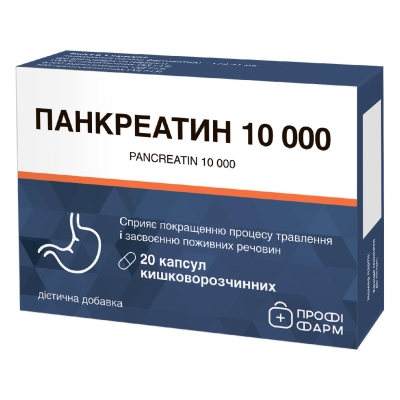 ПАНКРЕАТИН 10 000
PANCREATIN 10 000
Сприяє покращенню процесу травлення
і засвоєнню поживних речовин
20 капсул
кишковорозчинних
дієтична добавка
ПРОФІ
ФАРМ